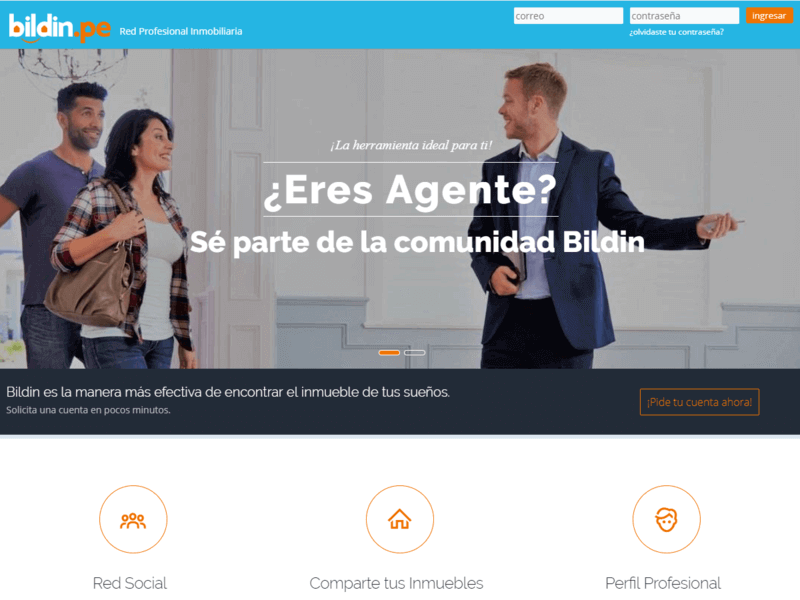 bildin.pe
Red Profesional Inmobiliaria
correo
contraseña
ingresar
¿olvidaste tu contraseña?
¡La herramienta ideal para ti!
¿Eres Agente?
Sé parte de la comunidad Bildin
Bildin es la manera más efectiva de encontrar el inmueble de tus sueños.
Solicita una cuenta en pocos minutos.
¡Pide tu cuenta ahora!
Red Social
Comparte tus Inmuebles
Perfil Profesional